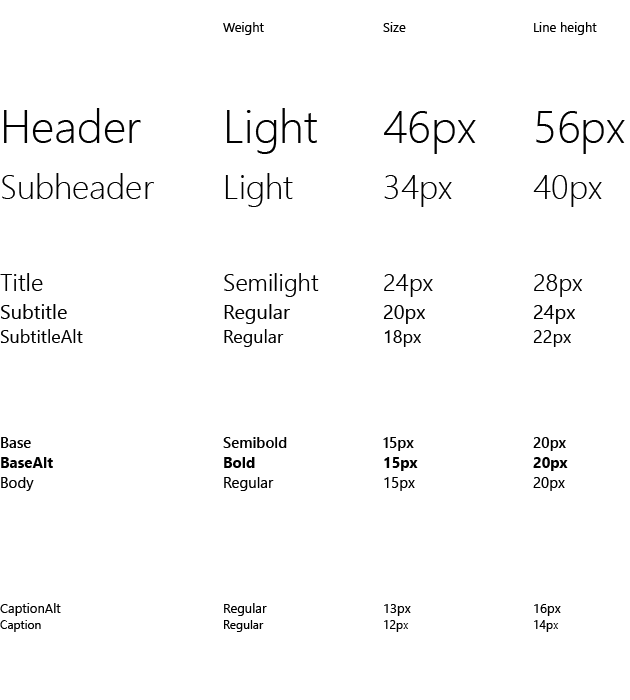 Weight Size Line height
Header Light 46px 56px
Subheader Light 34px 40px
Title Semilight 24px 28px
Subtitle Regular 20px 24px
SubtitleAlt Regular 18px 22px
Base Semibold 15px 20px
BaseAlt Bold 15px 20px
Body Regular 15px 20px
CaptionAlt Regular 13px 16px
Caption Regular 12px 14px